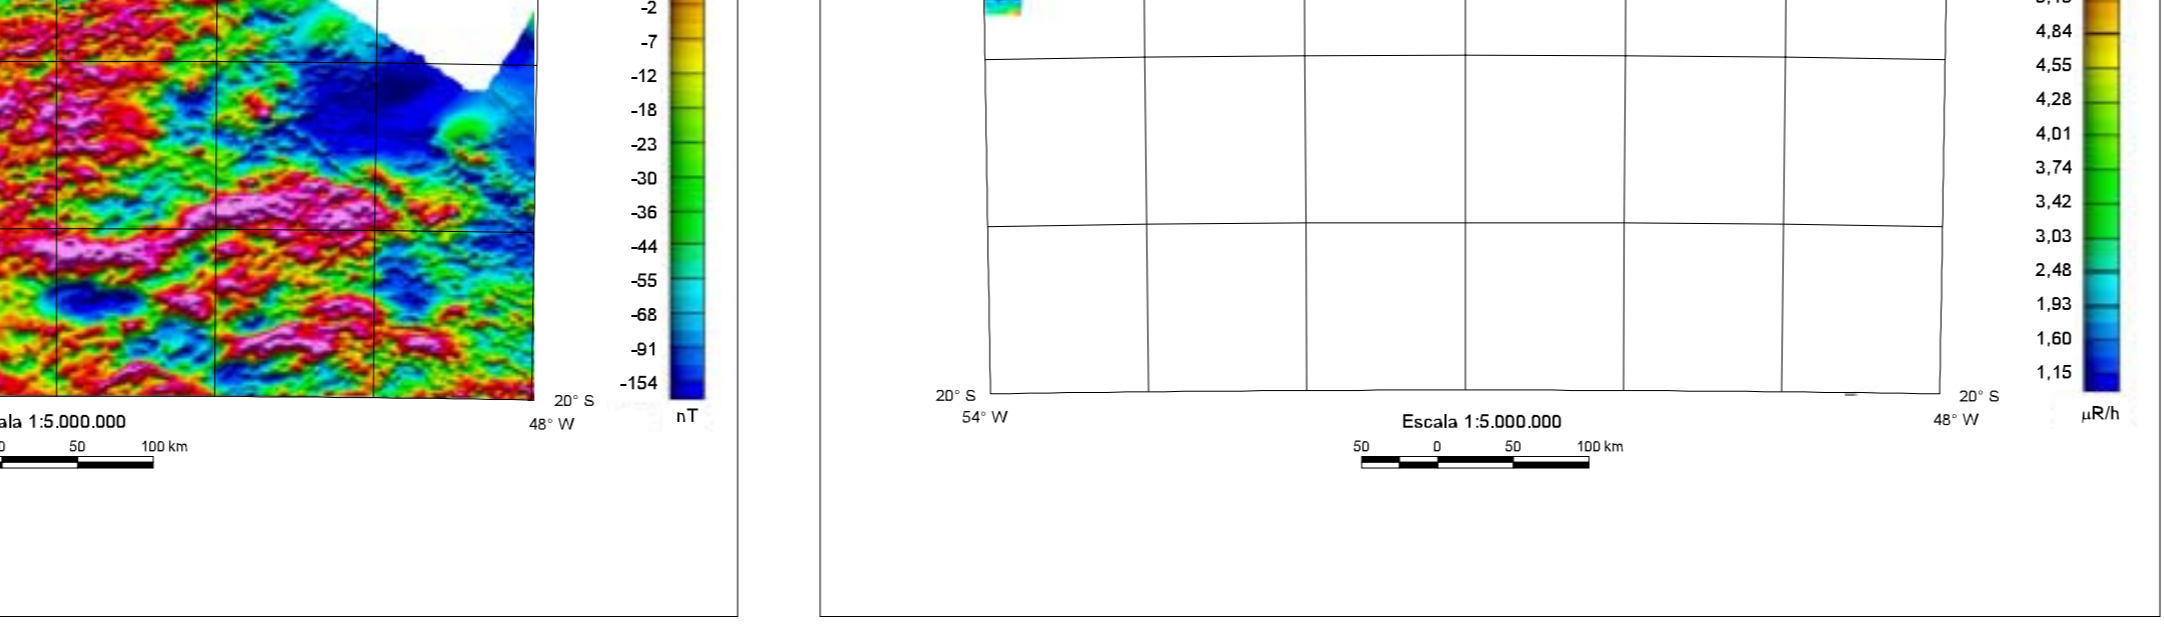 -2
-7
-12
-18
-23
-30
-36
-44
-55
-68
-91
-154
nT
20° S
48° W
ala 1:5.000.000
0 50 100 km
4,84
4,55
4,28
4,01
3,74
3,42
3,03
2,48
1,93
1,60
1,15
μR/h
20° S
54° W
20° S
48° W
Escala 1:5.000.000
50 0 50 100 km